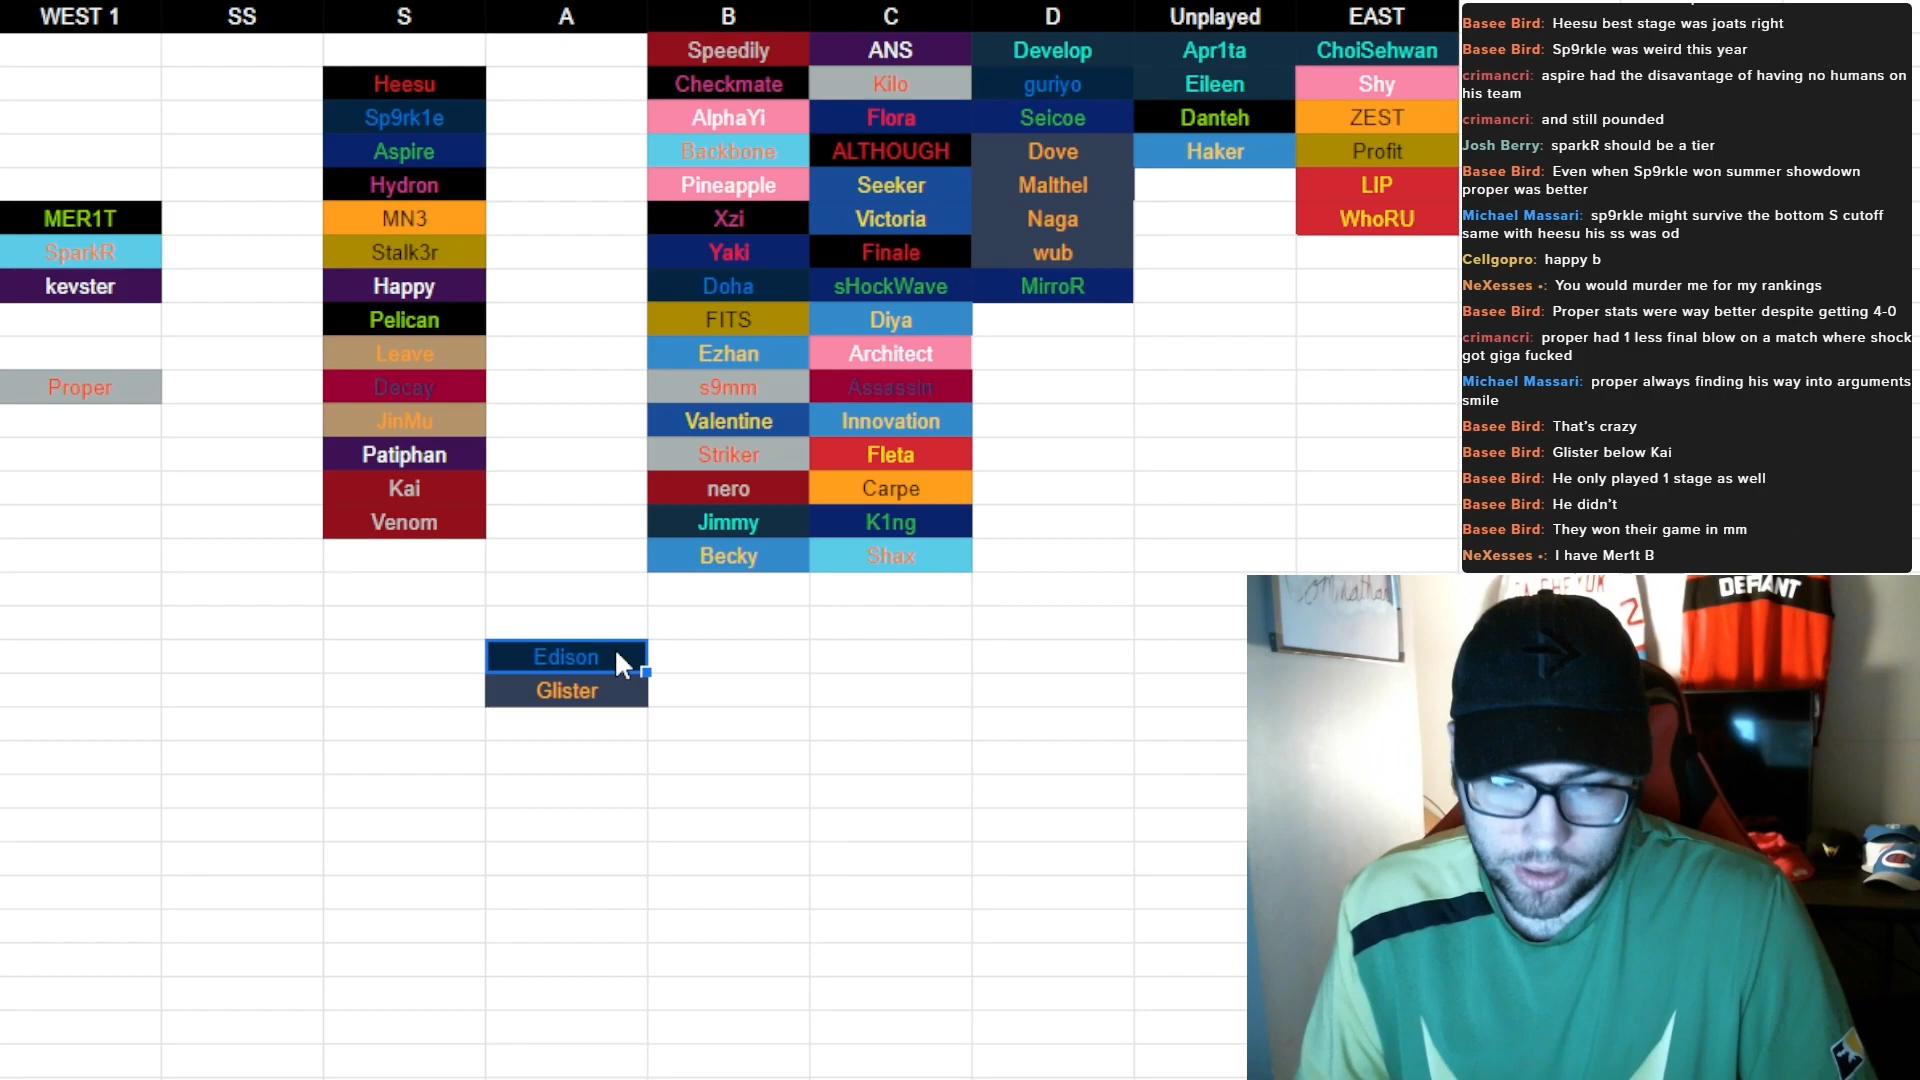 WEST 1 SS S A B C D Unplayed EAST
Speedily ANS Develop Apr1ta ChoiSehwan
Heesu Checkmate Kilo guriyo Eileen Shy
Sp9rk1e AlphaYi Flora Seicoe Danteh ZEST
Aspire Backbone ALTHOUGH Dove Haker Profit
Hydron Pineapple Seeker Malthel LIP
MER1T MN3 Xzi Victoria Naga WhoRU
SparkR Stalk3r Yaki Finale wub
kevster Happy Doha sHockWave MirroR
Pelican FITS Diya
Leave Ezhan Architect
Proper Decay s9mm Assassin
JinMu Valentine Innovation
Patiphan Striker Fleta
Kai nero Carpe
Venom Jimmy K1ng
Becky Shax
Edison
Glister
Basee Bird: Heesu best stage was joats right
Basee Bird: Sp9rkle was weird this year
crimancri: aspire had the disavantage of having no humans on
his team
crimancri: and still pounded
Josh Berry: sparkR should be a tier
Basee Bird: Even when Sp9rkle won summer showdown
proper was better
Michael Massari: sp9rkle might survive the bottom S cutoff
same with heesu his ss was od
Cellgopro: happy b
NeXesses •: You would murder me for my rankings
Basee Bird: Proper stats were way better despite getting 4-0
crimancri: proper had 1 less final blow on a match where shock
got giga fucked
Michael Massari: proper always finding his way into arguments
smile
Basee Bird: That's crazy
Basee Bird: Glister below Kai
Basee Bird: He only played 1 stage as well
Basee Bird: He didn't
Basee Bird: They won their game in mm
NeXesses •: I have Mer1t B
DEFIANT